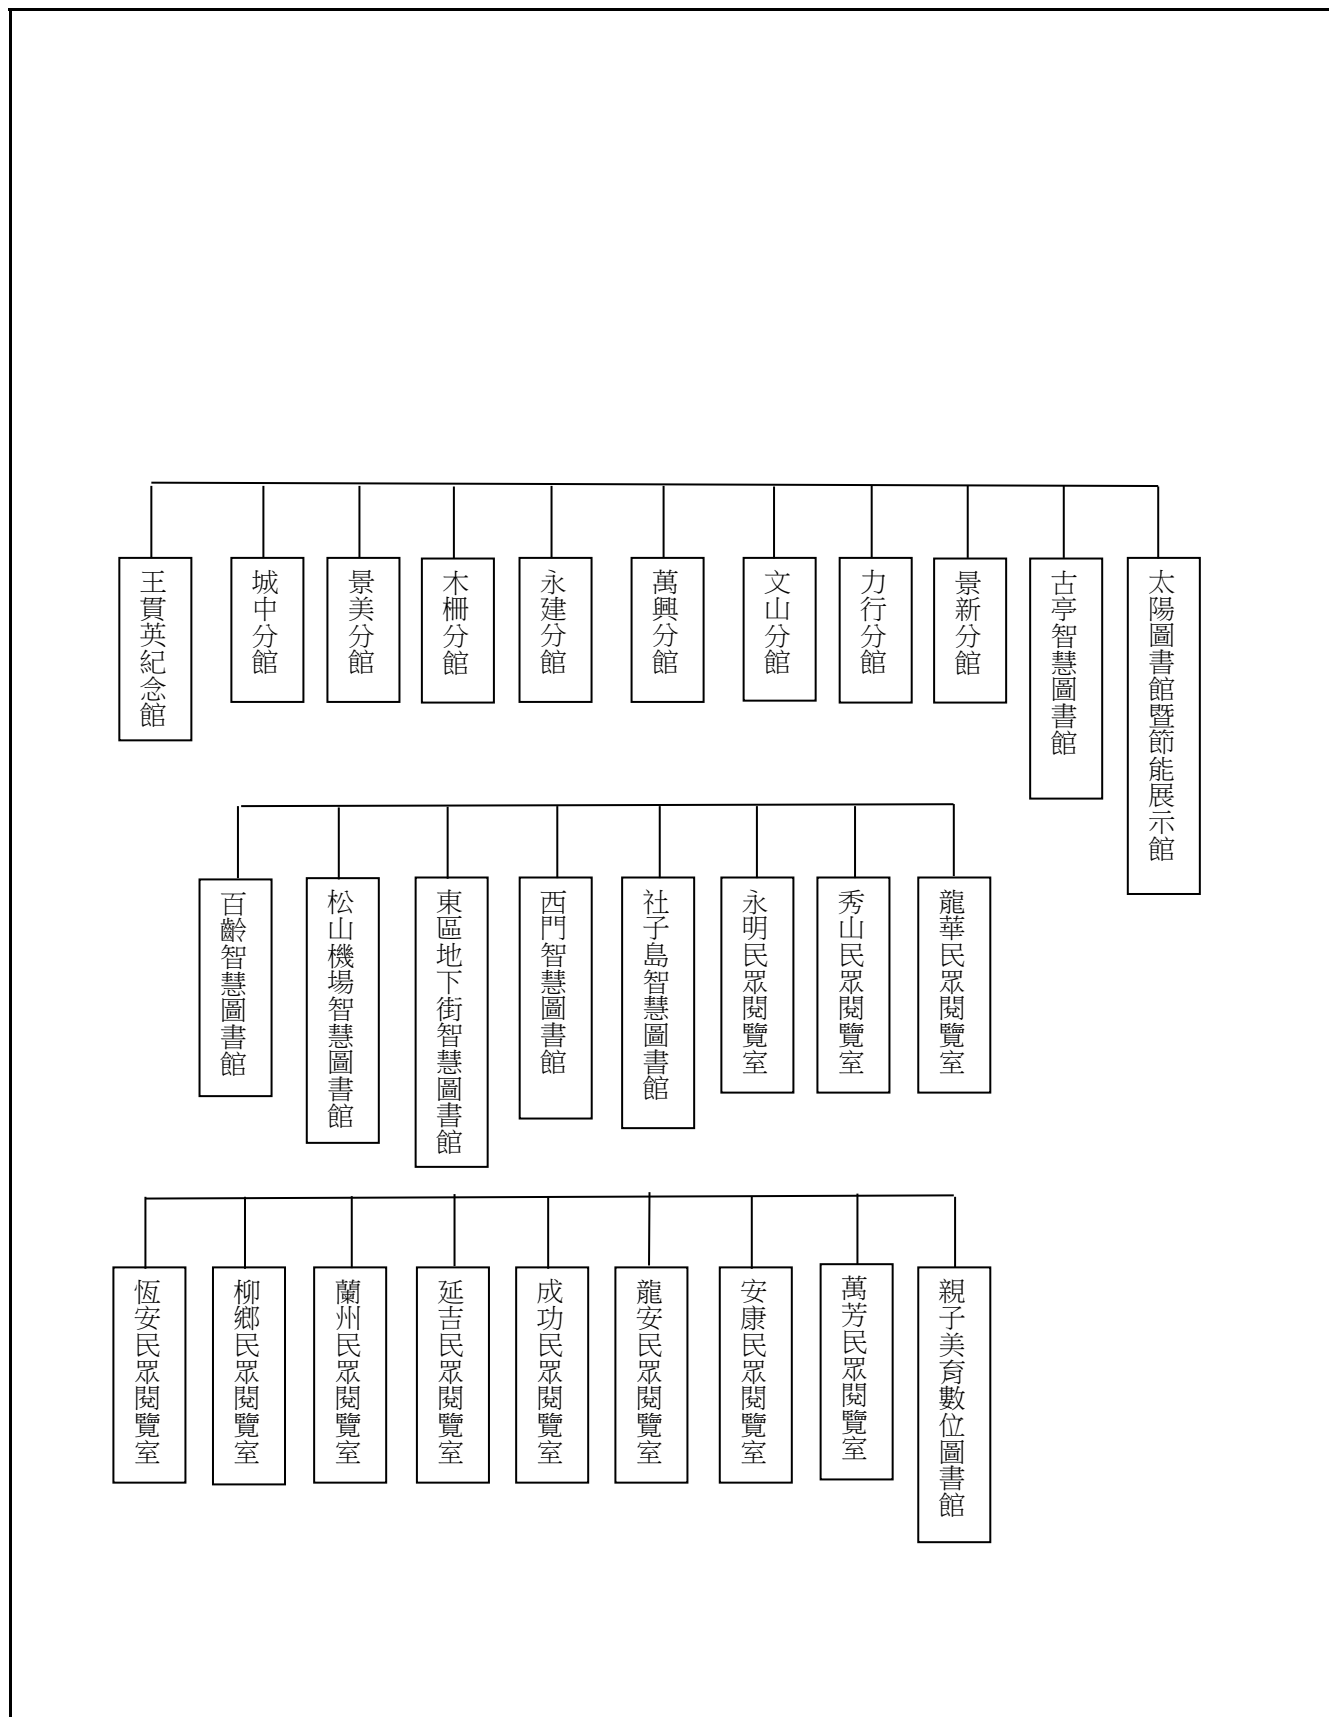 王貫英紀念館
城中分館
景美分館
木柵分館
永建分館
萬興分館
文山分館
力行分館
景新分館
古亭智慧圖書館
太陽圖書館暨節能展示館
百齡智慧圖書館
松山機場智慧圖書館
東區地下街智慧圖書館
西門智慧圖書館
社子島智慧圖書館
永明民眾閱覽室
秀山民眾閱覽室
龍華民眾閱覽室
恆安民眾閱覽室
柳鄉民眾閱覽室
蘭州民眾閱覽室
延吉民眾閱覽室
成功民眾閱覽室
龍安民眾閱覽室
安康民眾閱覽室
萬芳民眾閱覽室
親子美育數位圖書館